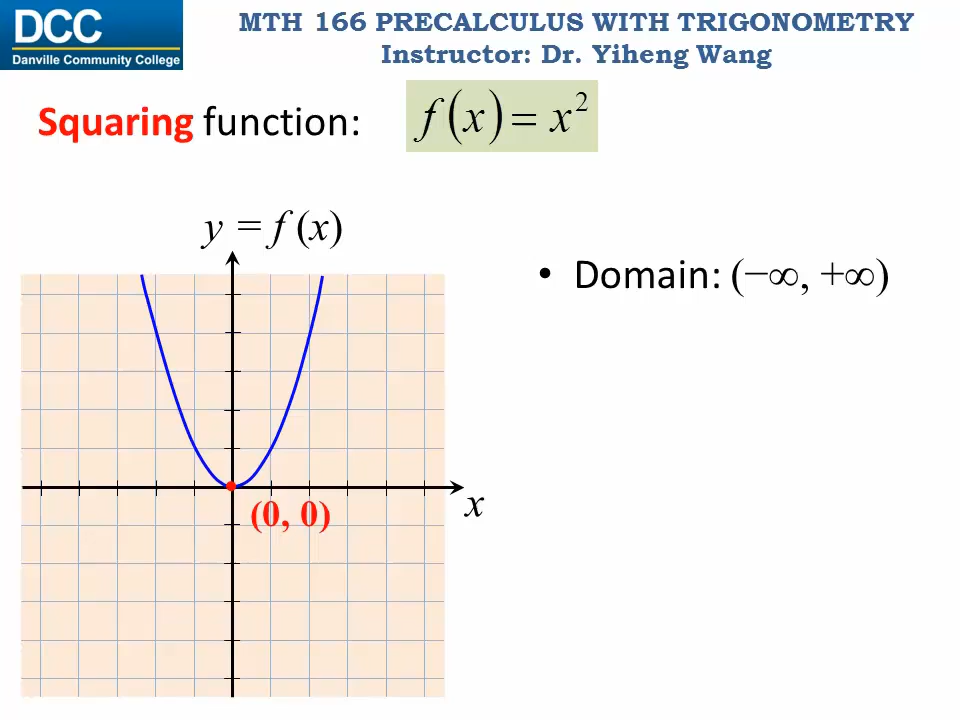 DCC
Danville Community College
MTH 166 PRECALCULUS WITH TRIGONOMETRY
Instructor: Dr. Yiheng Wang
Squaring function: f(x) = x²
y = f (x)
• Domain: (−∞, +∞)
x
(0, 0)